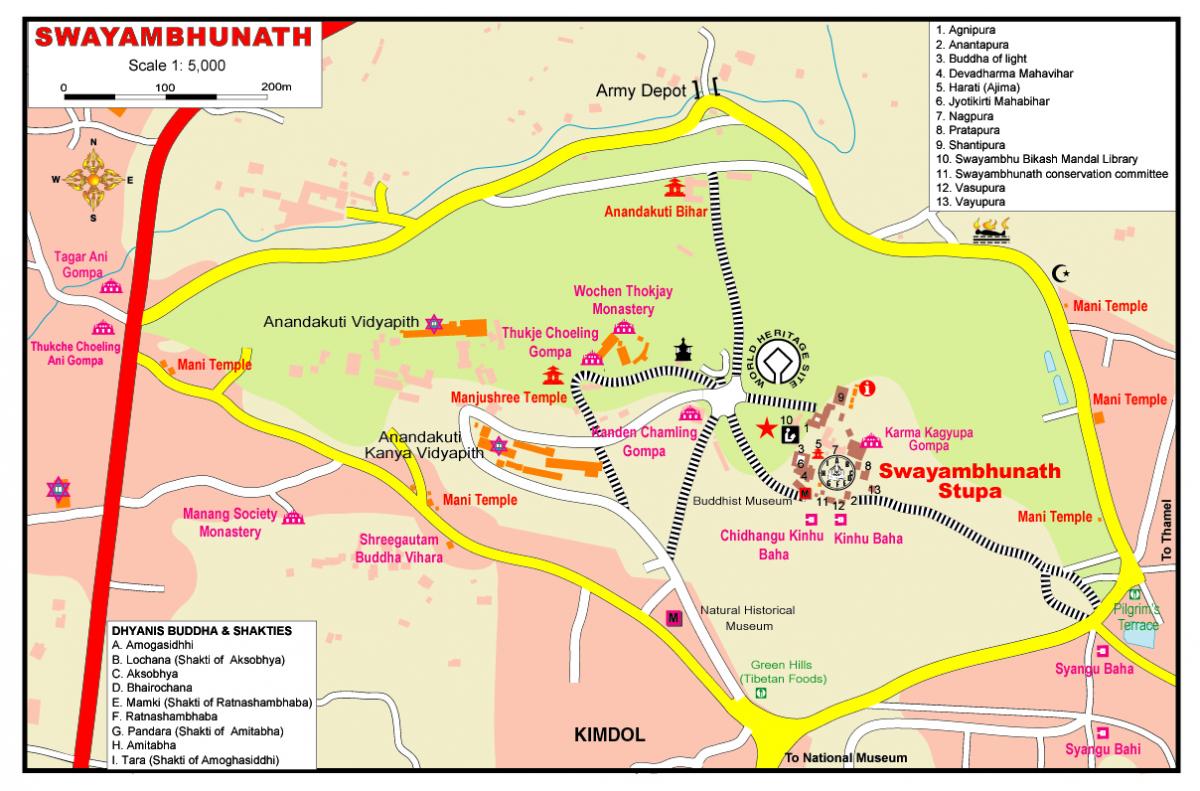 SWAYAMBHUNATH
Scale 1: 5,000
0 100 200m
N
W E
S
1. Agnipura
2. Anantapura
3. Buddha of light
4. Devadharma Mahavihar
5. Harati (Ajima)
6. Jyotikirti Mahabihar
7. Nagpura
8. Pratapura
9. Shantipura
10. Swayambhu Bikash Mandal Library
11. Swayambhunath conservation committee
12. Vasupura
13. Vayupura
Army Depot
Anandakuti Bihar
Tagar Ani
Gompa
Thukche Choeling
Ani Gompa
Mani Temple
Anandakuti Vidyapith
Wochen Thokjay
Monastery
Thukje Choeling
Gompa
Manjushree Temple
WORLD HERITAGE SITE
Mani Temple
Mani Temple
Anandakuti
Kanya Vidyapith
Kanden Chamling
Gompa
Karma Kagyupa
Gompa
Swayambhunath
Stupa
9
10
1
5
3
7
6
8
4
13
11
12
2
M
Buddhist Museum
Mani Temple
Manang Society
Monastery
Shreegautam
Buddha Vihara
Chidhangu Kinhu
Baha
Kinhu Baha
Mani Temple
To Thamel
M
Natural Historical
Museum
Pilgrim's
Terrace
Green Hills
(Tibetan Foods)
Syangu Baha
Syangu Bahi
KIMDOL
To National Museum
DHYANIS BUDDHA & SHAKTIES
A. Amogasidhhi
B. Lochana (Shakti of Aksobhya)
C. Aksobhya
D. Bhairochana
E. Mamki (Shakti of Ratnashambhaba)
F. Ratnashambhaba
G. Pandara (Shakti of Amitabha)
H. Amitabha
I. Tara (Shakti of Amoghasiddhi)